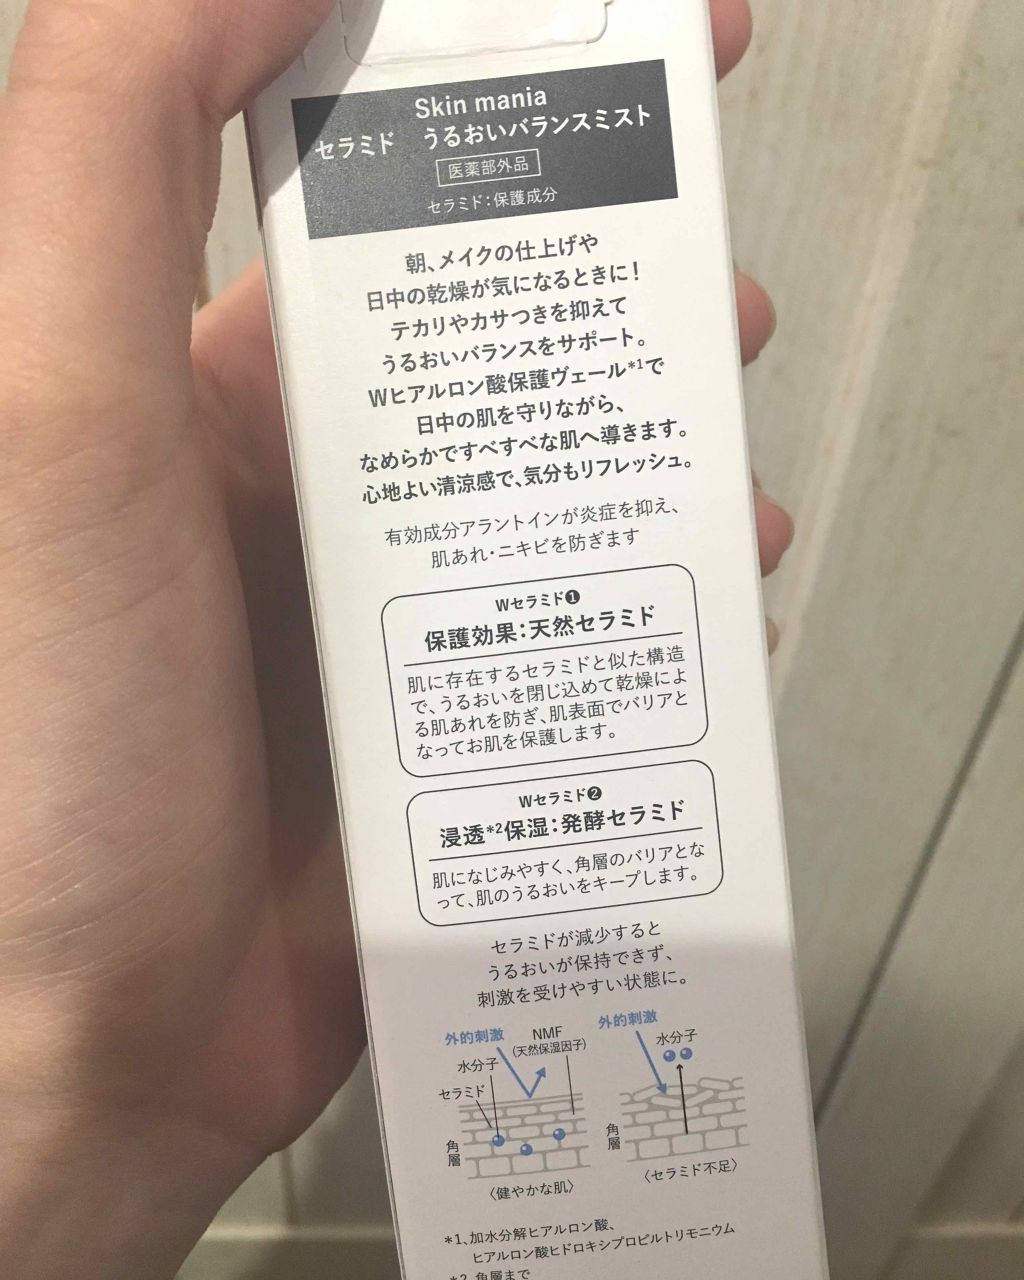 Skin mania
セラミド うるおいバランスミスト
医薬部外品
セラミド：保護成分
朝、メイクの仕上げや
日中の乾燥が気になるときに！
テカリやカサつきを抑えて
うるおいバランスをサポート。
Wヒアルロン酸保護ヴェール*1で
日中の肌を守りながら、
なめらかですべすべな肌へ導きます。
心地よい清涼感で、気分もリフレッシュ。
有効成分アラントインが炎症を抑え、
肌あれ・ニキビを防ぎます
Wセラミド❶
保護効果：天然セラミド
肌に存在するセラミドと似た構造
で、うるおいを閉じ込めて乾燥によ
る肌あれを防ぎ、肌表面でバリアと
なってお肌を保護します。
Wセラミド❷
浸透*2保湿：発酵セラミド
肌になじみやすく、角層のバリアとな
って、肌のうるおいをキープします。
セラミドが減少すると
うるおいが保持できず、
刺激を受けやすい状態に。
外的刺激
NMF
(天然保湿因子)
水分子
セラミド
角層
〈健やかな肌〉
外的刺激
水分子
角層
〈セラミド不足〉
*1、加水分解ヒアルロン酸、
ヒアルロン酸ヒドロキシプロピルトリモニウム
*2 角層まで